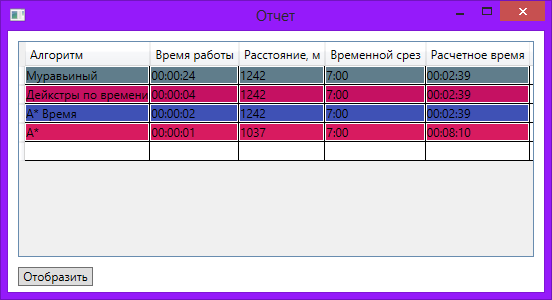 Отчет
Алгоритм Время работы Расстояние, м Временной срез Расчетное время
Муравьиный 00:00:24 1242 7:00 00:02:39
Дейкстры по времени 00:00:04 1242 7:00 00:02:39
А* Время 00:00:02 1242 7:00 00:02:39
А* 00:00:01 1037 7:00 00:08:10
Отобразить